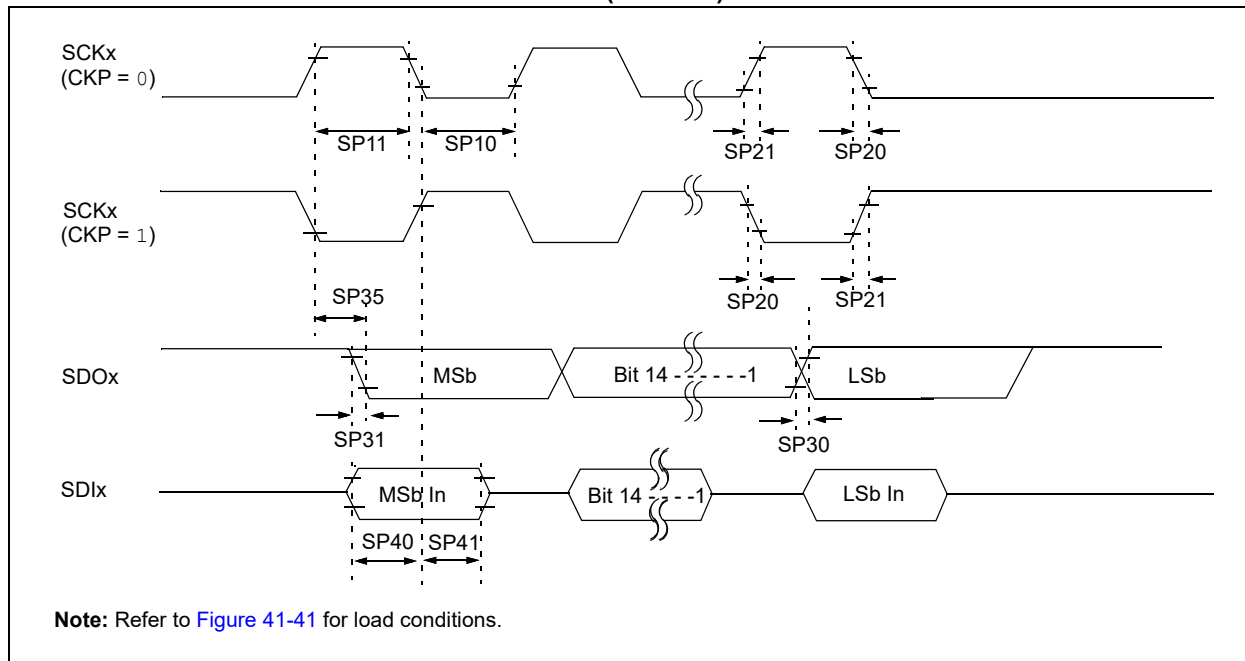 SCKx
(CKP = 0)
SP11
SP10
SP21
SP20
SCKx
(CKP = 1)
SP35
SP20
SP21
SDOx
MSb
Bit 14 - - - - - -1
LSb
SP31
SP30
SDIx
MSb In
Bit 14 - - - - -1
LSb In
SP40
SP41
Note: Refer to Figure 41-41 for load conditions.